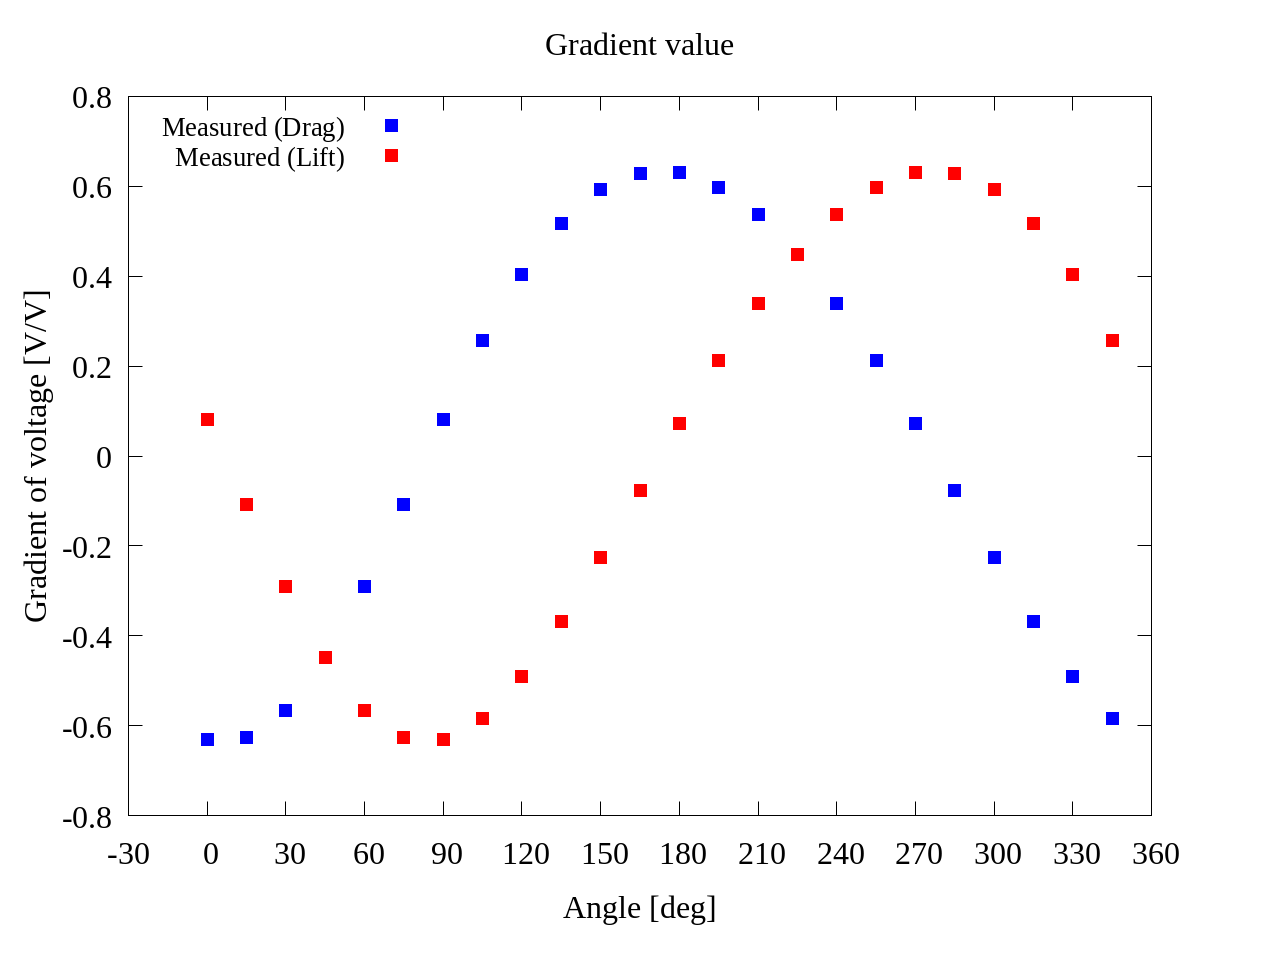 Gradient value
Measured (Drag)
Measured (Lift)
0.8
0.6
0.4
0.2
0
-0.2
-0.4
-0.6
-0.8
Gradient of voltage [V/V]
-30 0 30 60 90 120 150 180 210 240 270 300 330 360
Angle [deg]